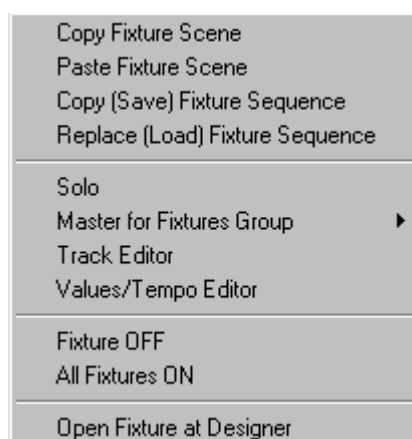 Copy Fixture Scene
Paste Fixture Scene
Copy (Save) Fixture Sequence
Replace (Load) Fixture Sequence
Solo
Master for Fixtures Group
Track Editor
Values/Tempo Editor
Fixture OFF
All Fixtures ON
Open Fixture at Designer